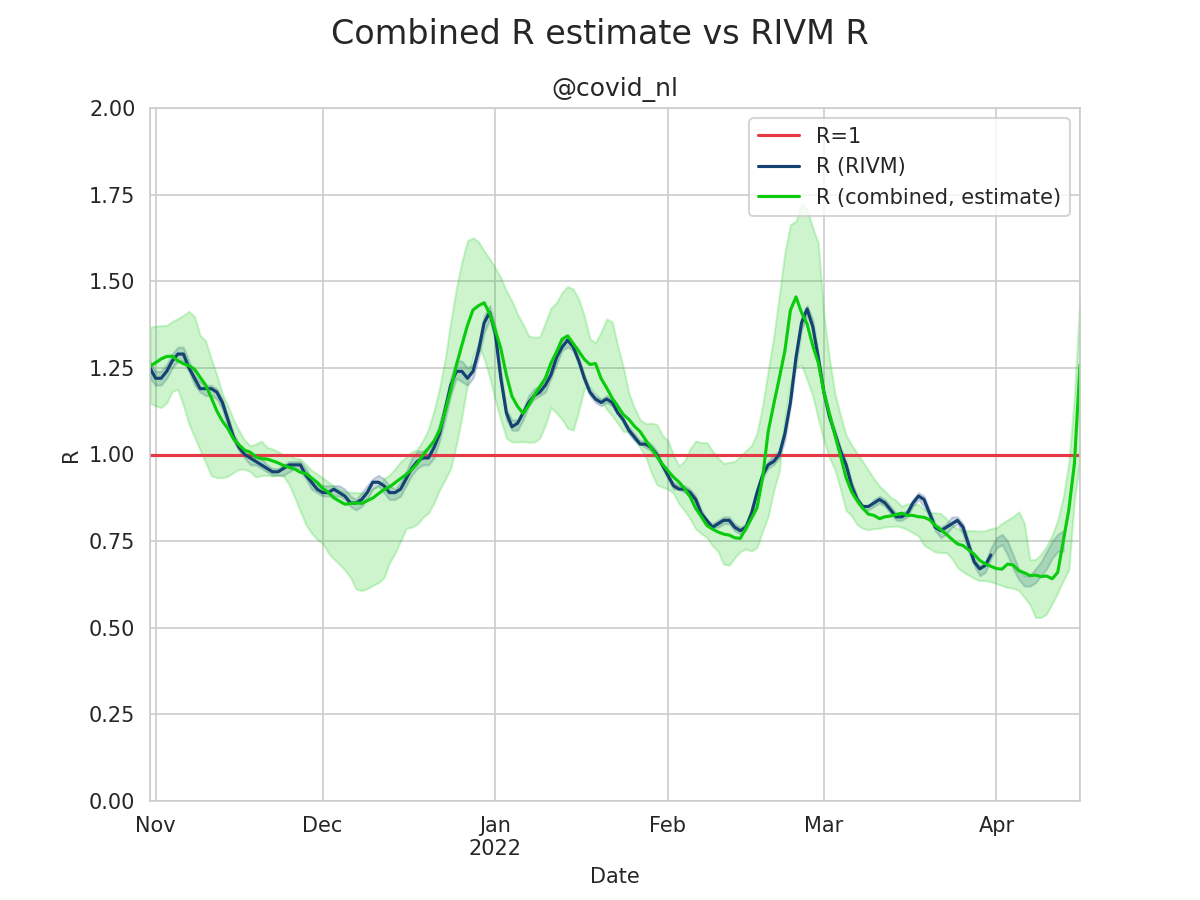 Combined R estimate vs RIVM R
@covid_nl
R=1
R (RIVM)
R (combined, estimate)
2.00
1.75
1.50
1.25
1.00
0.75
0.50
0.25
0.00
R
Nov Dec Jan Feb Mar Apr
2022
Date